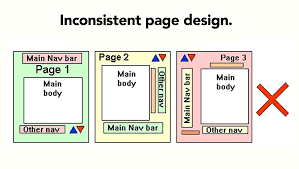 Inconsistent page design.
Main Nav bar
Page 1
Main
body
Other nav
Page 2
Main
body
Other nav
Main Nav bar
Page 3
Main Nav bar
Main
body
Other nav